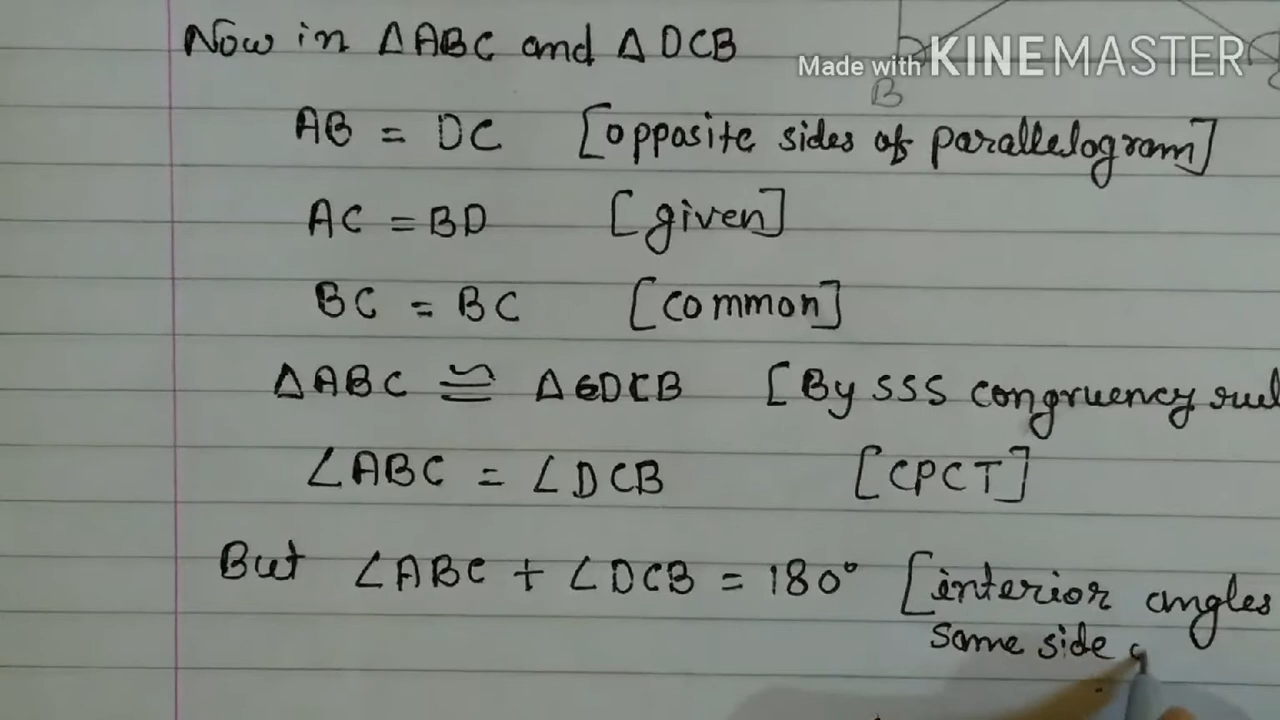 Now in ΔABC and ΔDCB
Made with KINEMASTER
B
AB = DC [opposite sides of parallelogram]
AC = BD [given]
BC = BC [common]
ΔABC ≅ ΔDCB [By SSS congruency
∠ABC = ∠DCB [CPCT]
But ∠ABC + ∠DCB = 180° [interior angles
same side